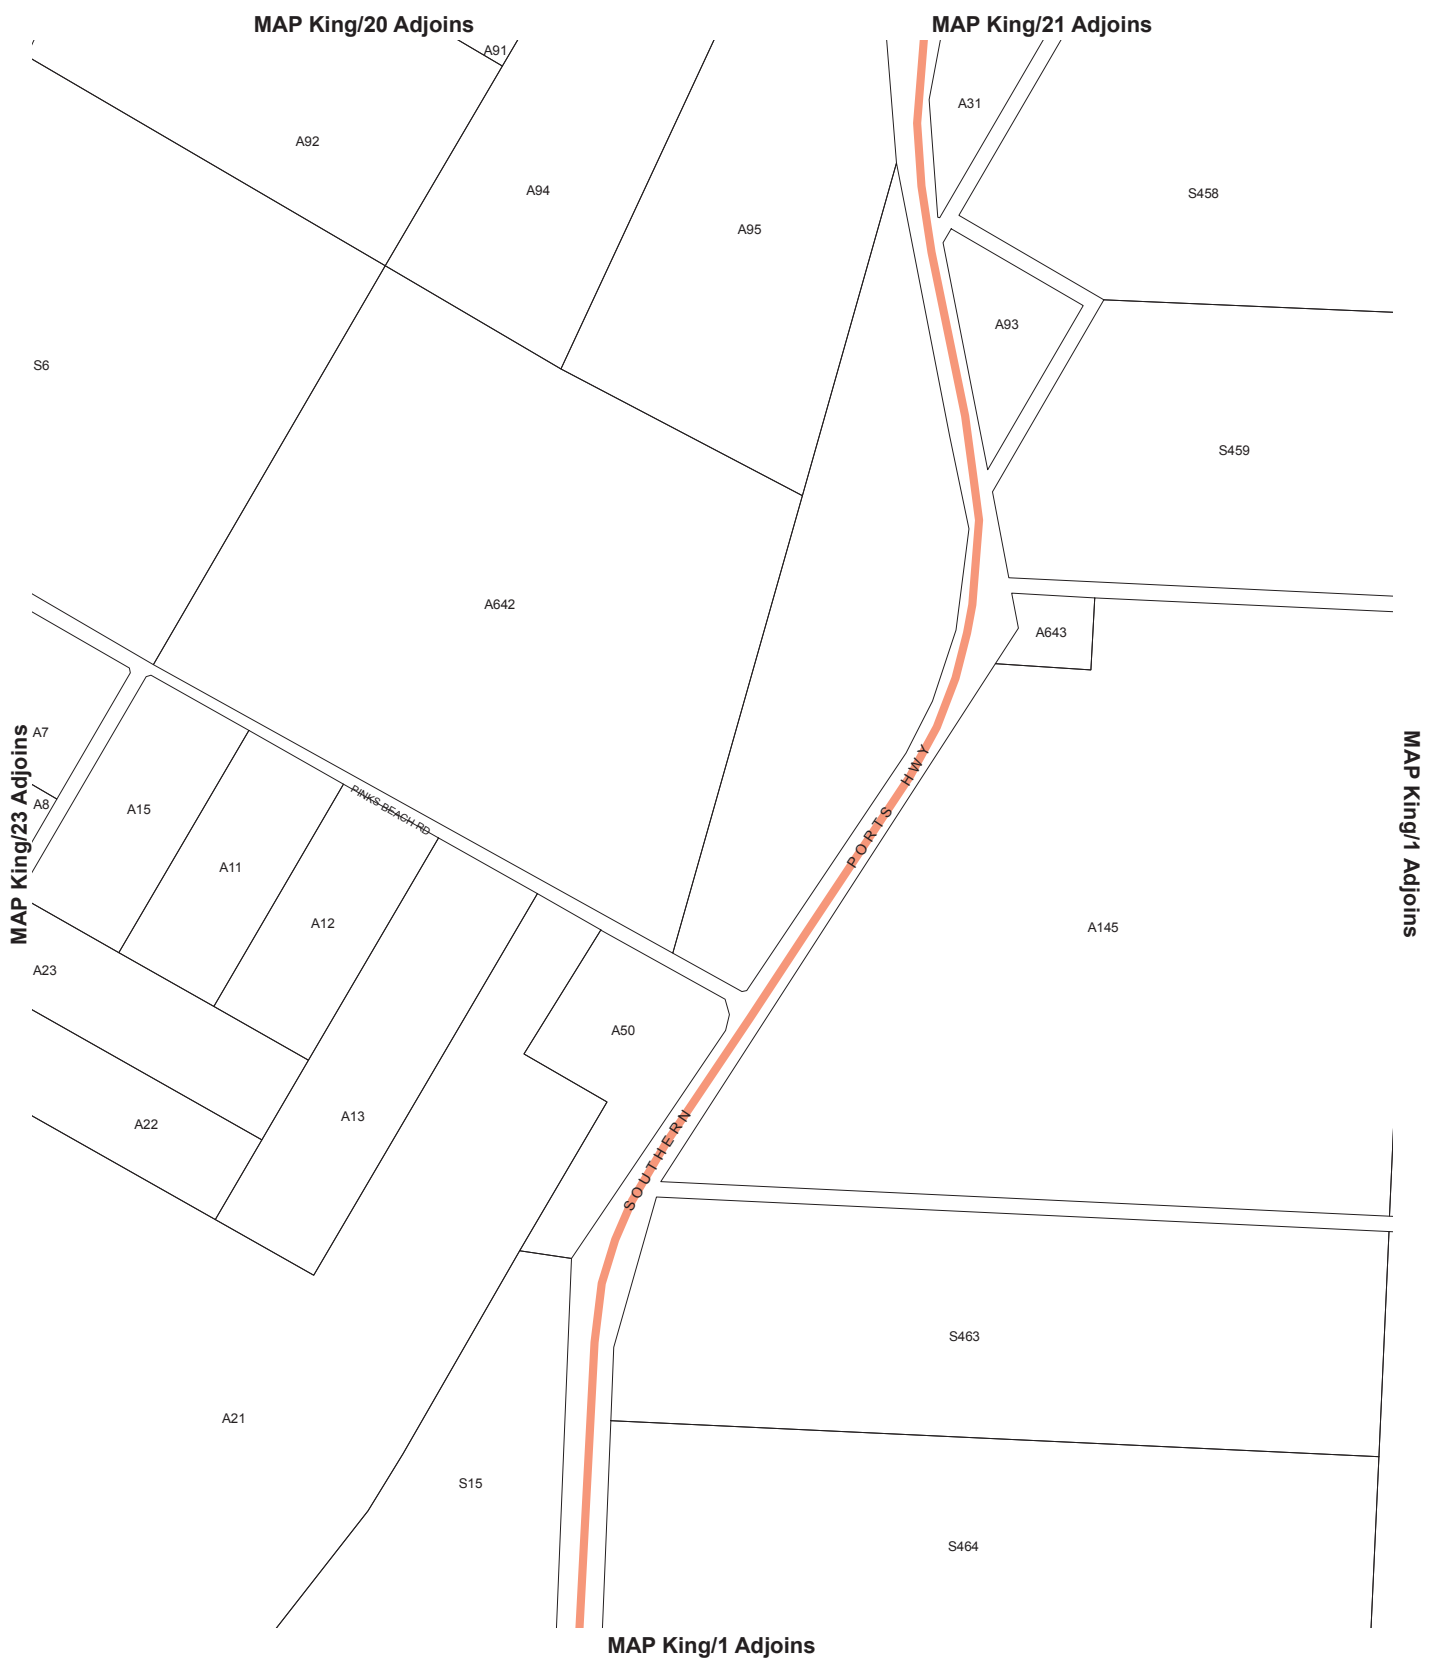 MAP King/20 Adjoins
MAP King/21 Adjoins
A91
A31
A92
A94
S458
A95
A93
S6
S459
A642
A643
A7
MAP King/23 Adjoins
MAP King/1 Adjoins
A8
A15
PINKS BEACH RD
A11
A12
A145
A23
A50
A22
A13
SOUTHERN PORTS HWY
S463
A21
S15
S464
MAP King/1 Adjoins